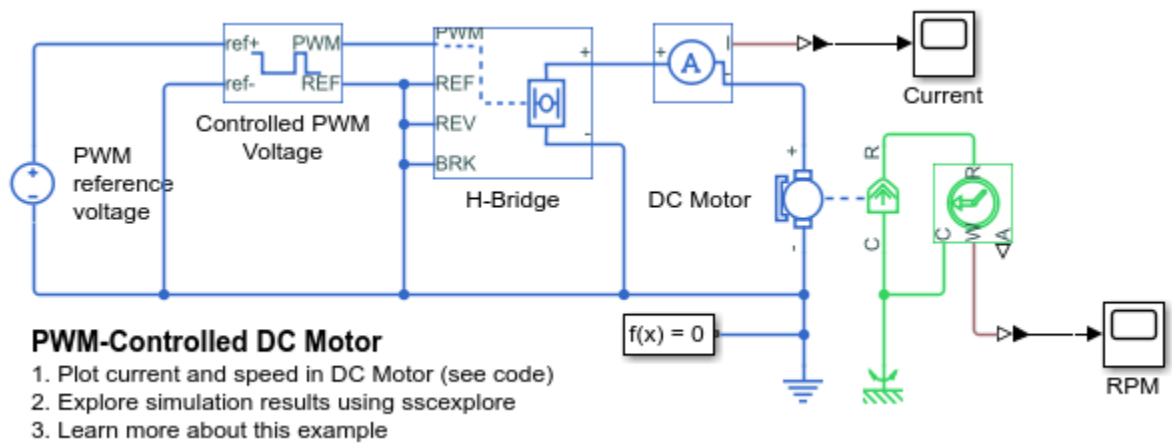 ref+
PWM
ref-
REF
Controlled PWM
Voltage
PWM
reference
voltage
+
−
PWM
REF
REV
BRK
+
-
H-Bridge
+
A
I
-
Current
DC Motor
+
-
R
C
R
C
W
A
f(x) = 0
RPM
PWM-Controlled DC Motor
1. Plot current and speed in DC Motor (see code)
2. Explore simulation results using sscexplore
3. Learn more about this example